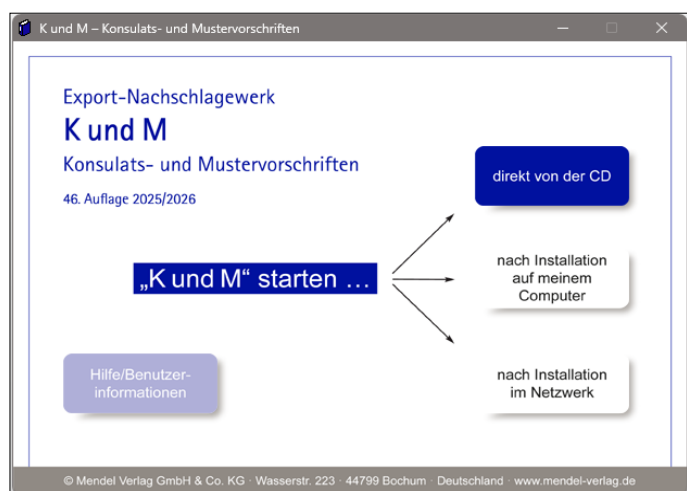 K und M – Konsulats- und Mustervorschriften
Export-Nachschlagewerk
K und M
Konsulats- und Mustervorschriften
46. Auflage 2025/2026
direkt von der CD
„K und M“ starten …
nach Installation
auf meinem
Computer
Hilfe/Benutzer-
informationen
nach Installation
im Netzwerk
© Mendel Verlag GmbH & Co. KG · Wasserstr. 223 · 44799 Bochum · Deutschland · www.mendel-verlag.de